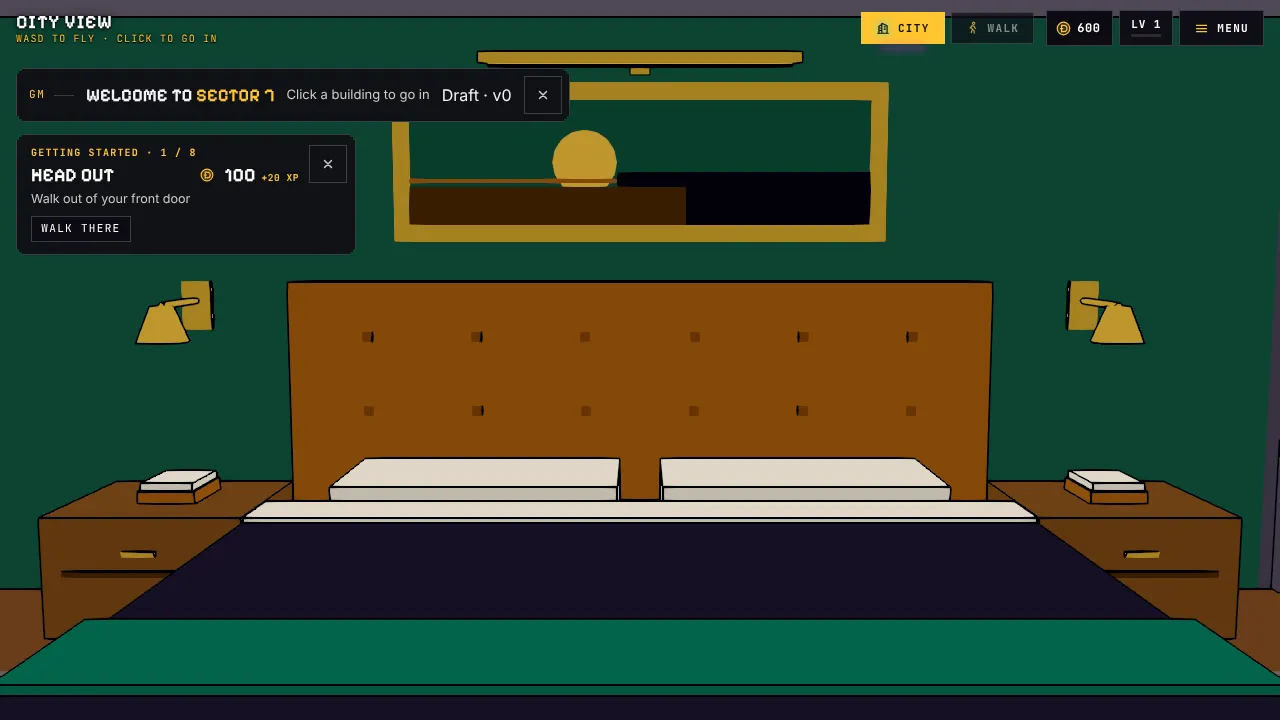 CITY VIEW
WASD TO FLY · CLICK TO GO IN
CITY
WALK
600
LV 1
MENU
GM
WELCOME TO SECTOR 7
Click a building to go in
Draft · v0
GETTING STARTED · 1 / 8
HEAD OUT
100 +20 XP
Walk out of your front door
WALK THERE